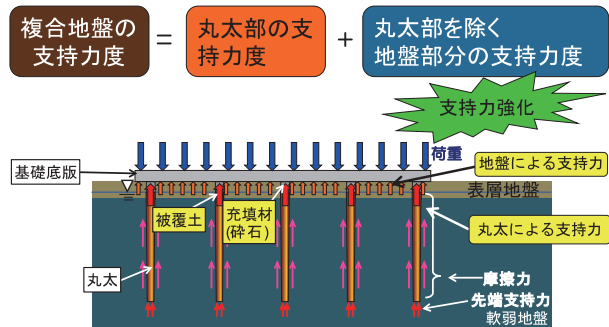 複合地盤の
支持力度
=
丸太部の支
持力度
+
丸太部を除く
地盤部分の支持力度
支持力強化
荷重
基礎底版
地盤による支持力
表層地盤
被覆土
充填材
(砕石)
丸太による支持力
丸太
摩擦力
先端支持力
軟弱地盤